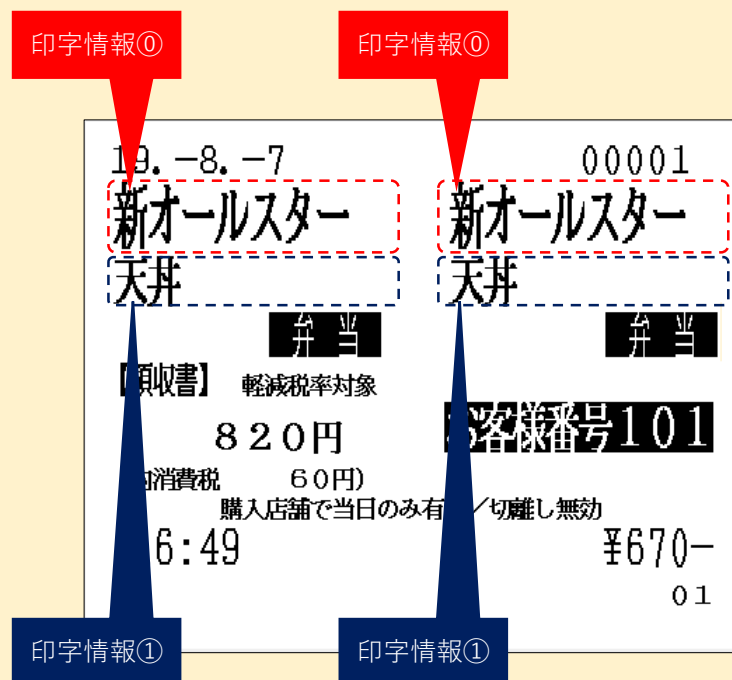 印字情報⓪ 印字情報⓪
19.-8.-7 00001
新オールスター 新オールスター
天丼 天丼
弁当 弁当
【領収書】 軽減税率対象
820円 お客様番号101
内消費税 60円)
購入店舗で当日のみ有効/切離し無効
6:49 ¥670-
01
印字情報① 印字情報①